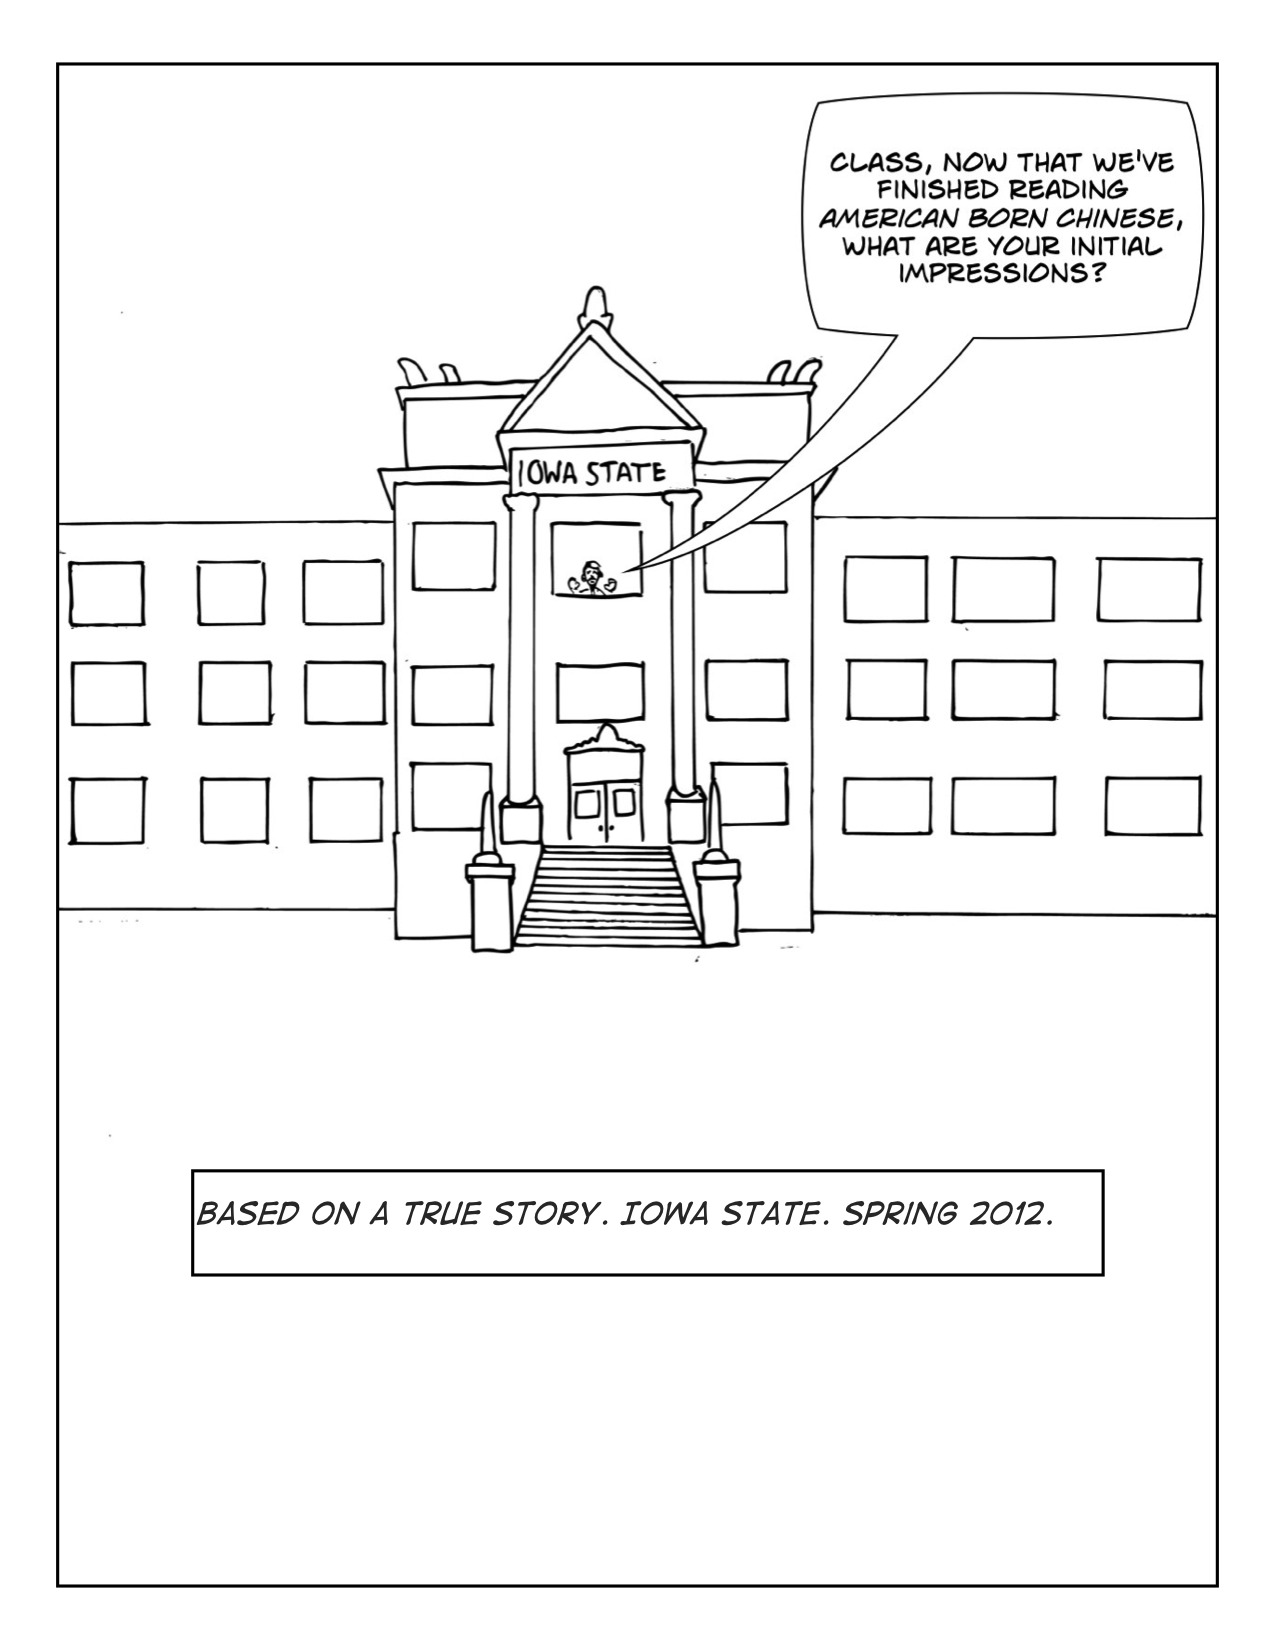 CLASS, NOW THAT WE'VE
FINISHED READING
AMERICAN BORN CHINESE,
WHAT ARE YOUR INITIAL
IMPRESSIONS?
IOWA STATE
BASED ON A TRUE STORY. IOWA STATE. SPRING 2012.